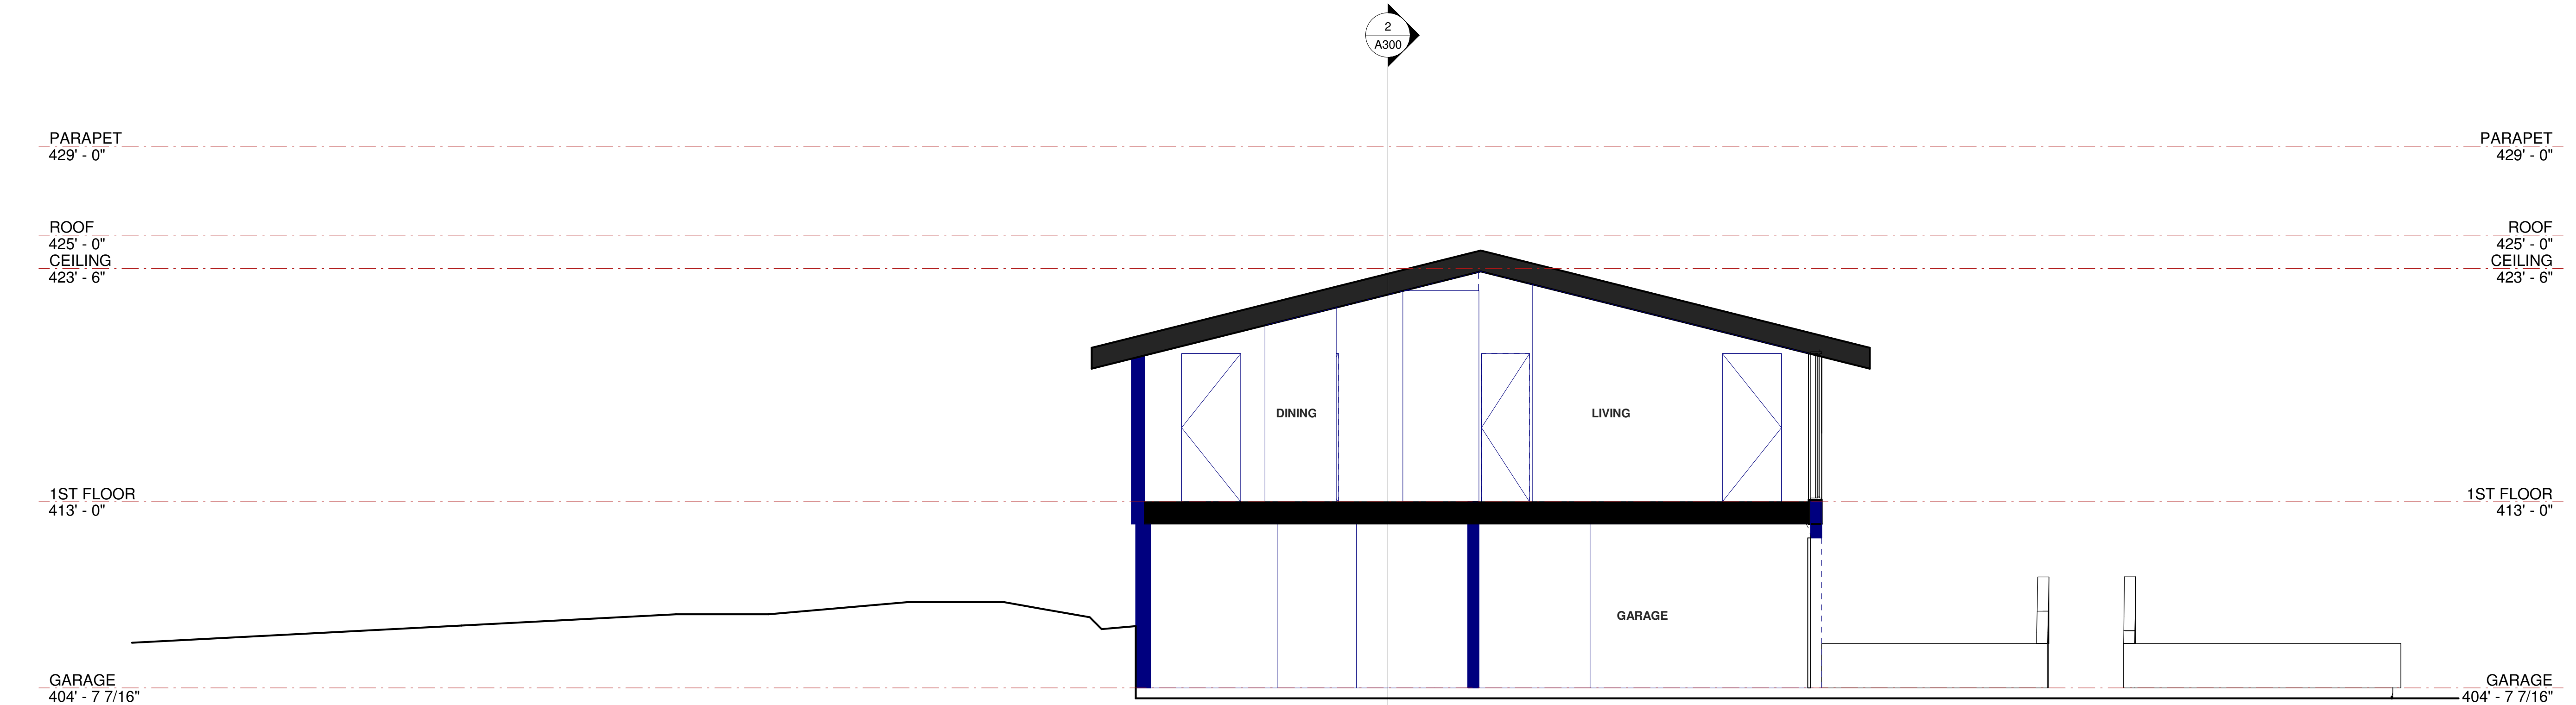 2
A300
PARAPET
429' - 0"
PARAPET
429' - 0"
ROOF
425' - 0"
ROOF
425' - 0"
CEILING
423' - 6"
CEILING
423' - 6"
DINING
LIVING
1ST FLOOR
413' - 0"
1ST FLOOR
413' - 0"
GARAGE
GARAGE
404' - 7 7/16"
GARAGE
404' - 7 7/16"